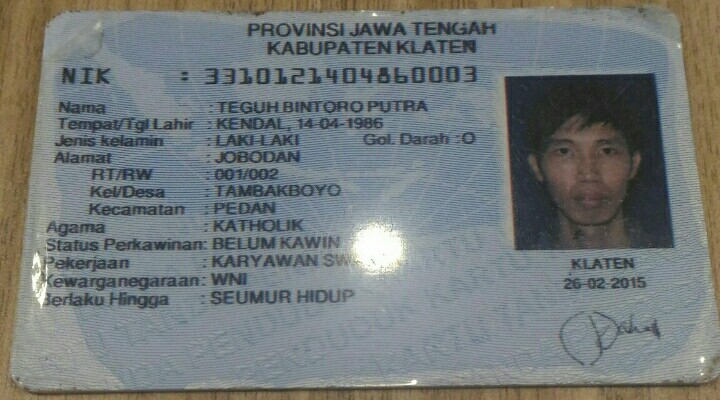 PROVINSI JAWA TENGAH
KABUPATEN KLATEN
NIK : 3310121404860003
Nama : TEGUH BINTORO PUTRA
Tempat/Tgl Lahir : KENDAL, 14-04-1986
Jenis kelamin : LAKI-LAKI Gol. Darah :O
Alamat : JOBODAN
RT/RW : 001/002
Kel/Desa : TAMBAKBOYO
Kecamatan : PEDAN
Agama : KATHOLIK
Status Perkawinan: BELUM KAWIN
Pekerjaan : KARYAWAN
Kewarganegaraan: WNI
Berlaku Hingga : SEUMUR HIDUP
KLATEN
26-02-2015